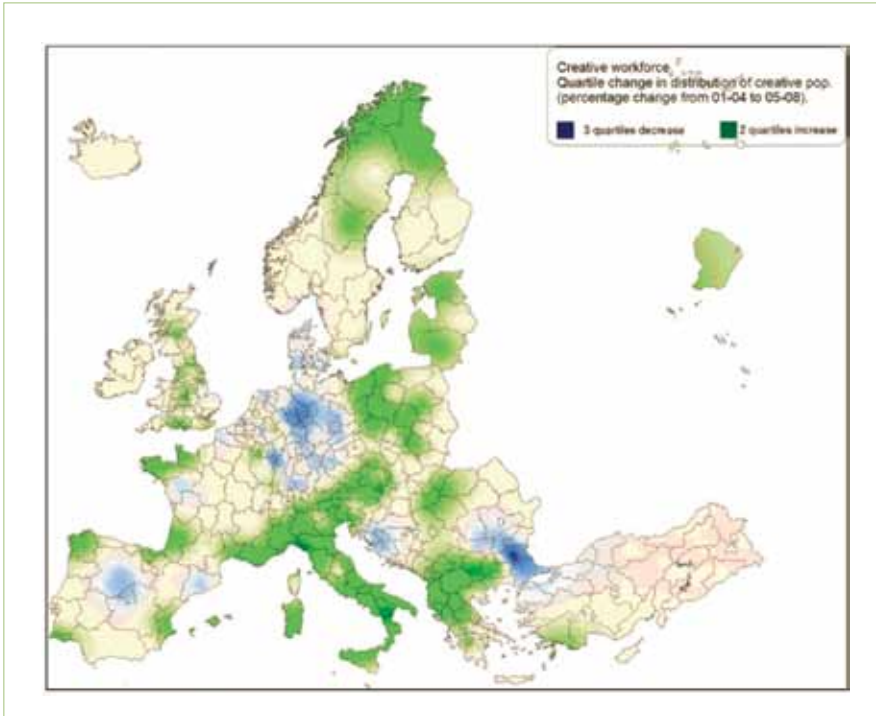 Creative workforce
Quartile change in distribution of creative pop.
(percentage change from 01-04 to 05-08).
3 quartiles decrease
2 quartiles increase